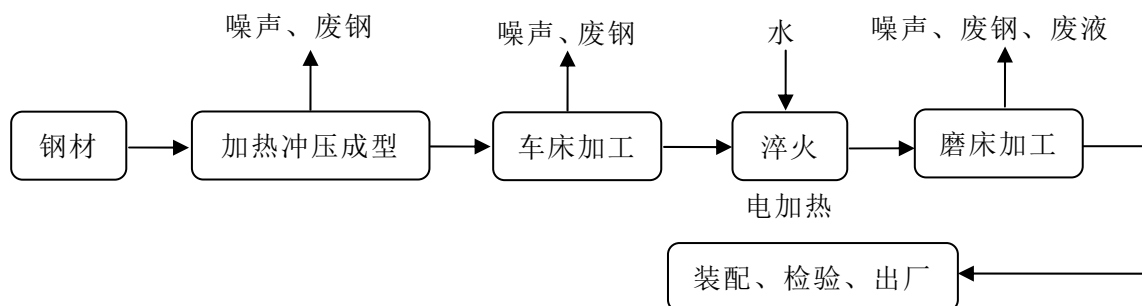 噪声、废钢
噪声、废钢
水
噪声、废钢、废液
钢材
加热冲压成型
车床加工
淬火
磨床加工
电加热
装配、检验、出厂